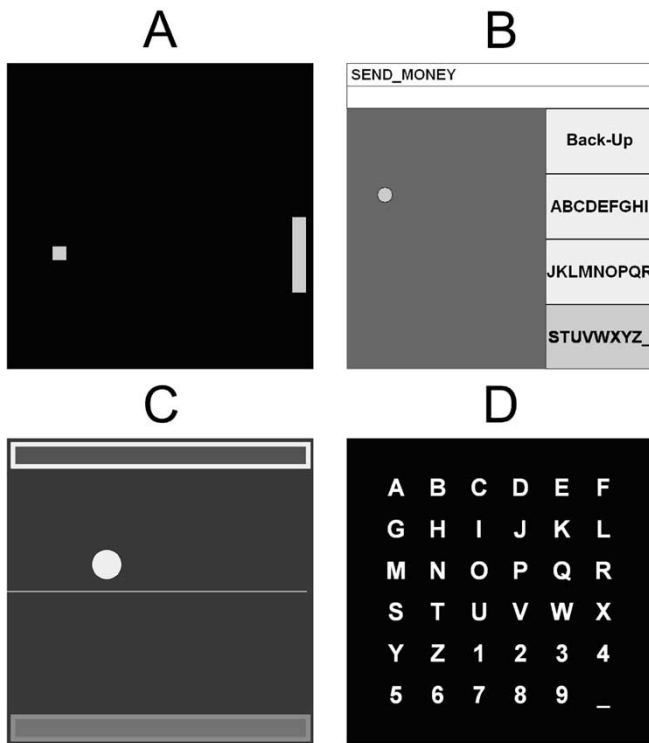 A
B
SEND_MONEY
Back-Up
ABCDEFGHI
JKLMNOPQR
STUVWXYZ_
C
D
A B C D E F
G H I J K L
M N O P Q R
S T U V W X
Y Z 1 2 3 4
5 6 7 8 9 _